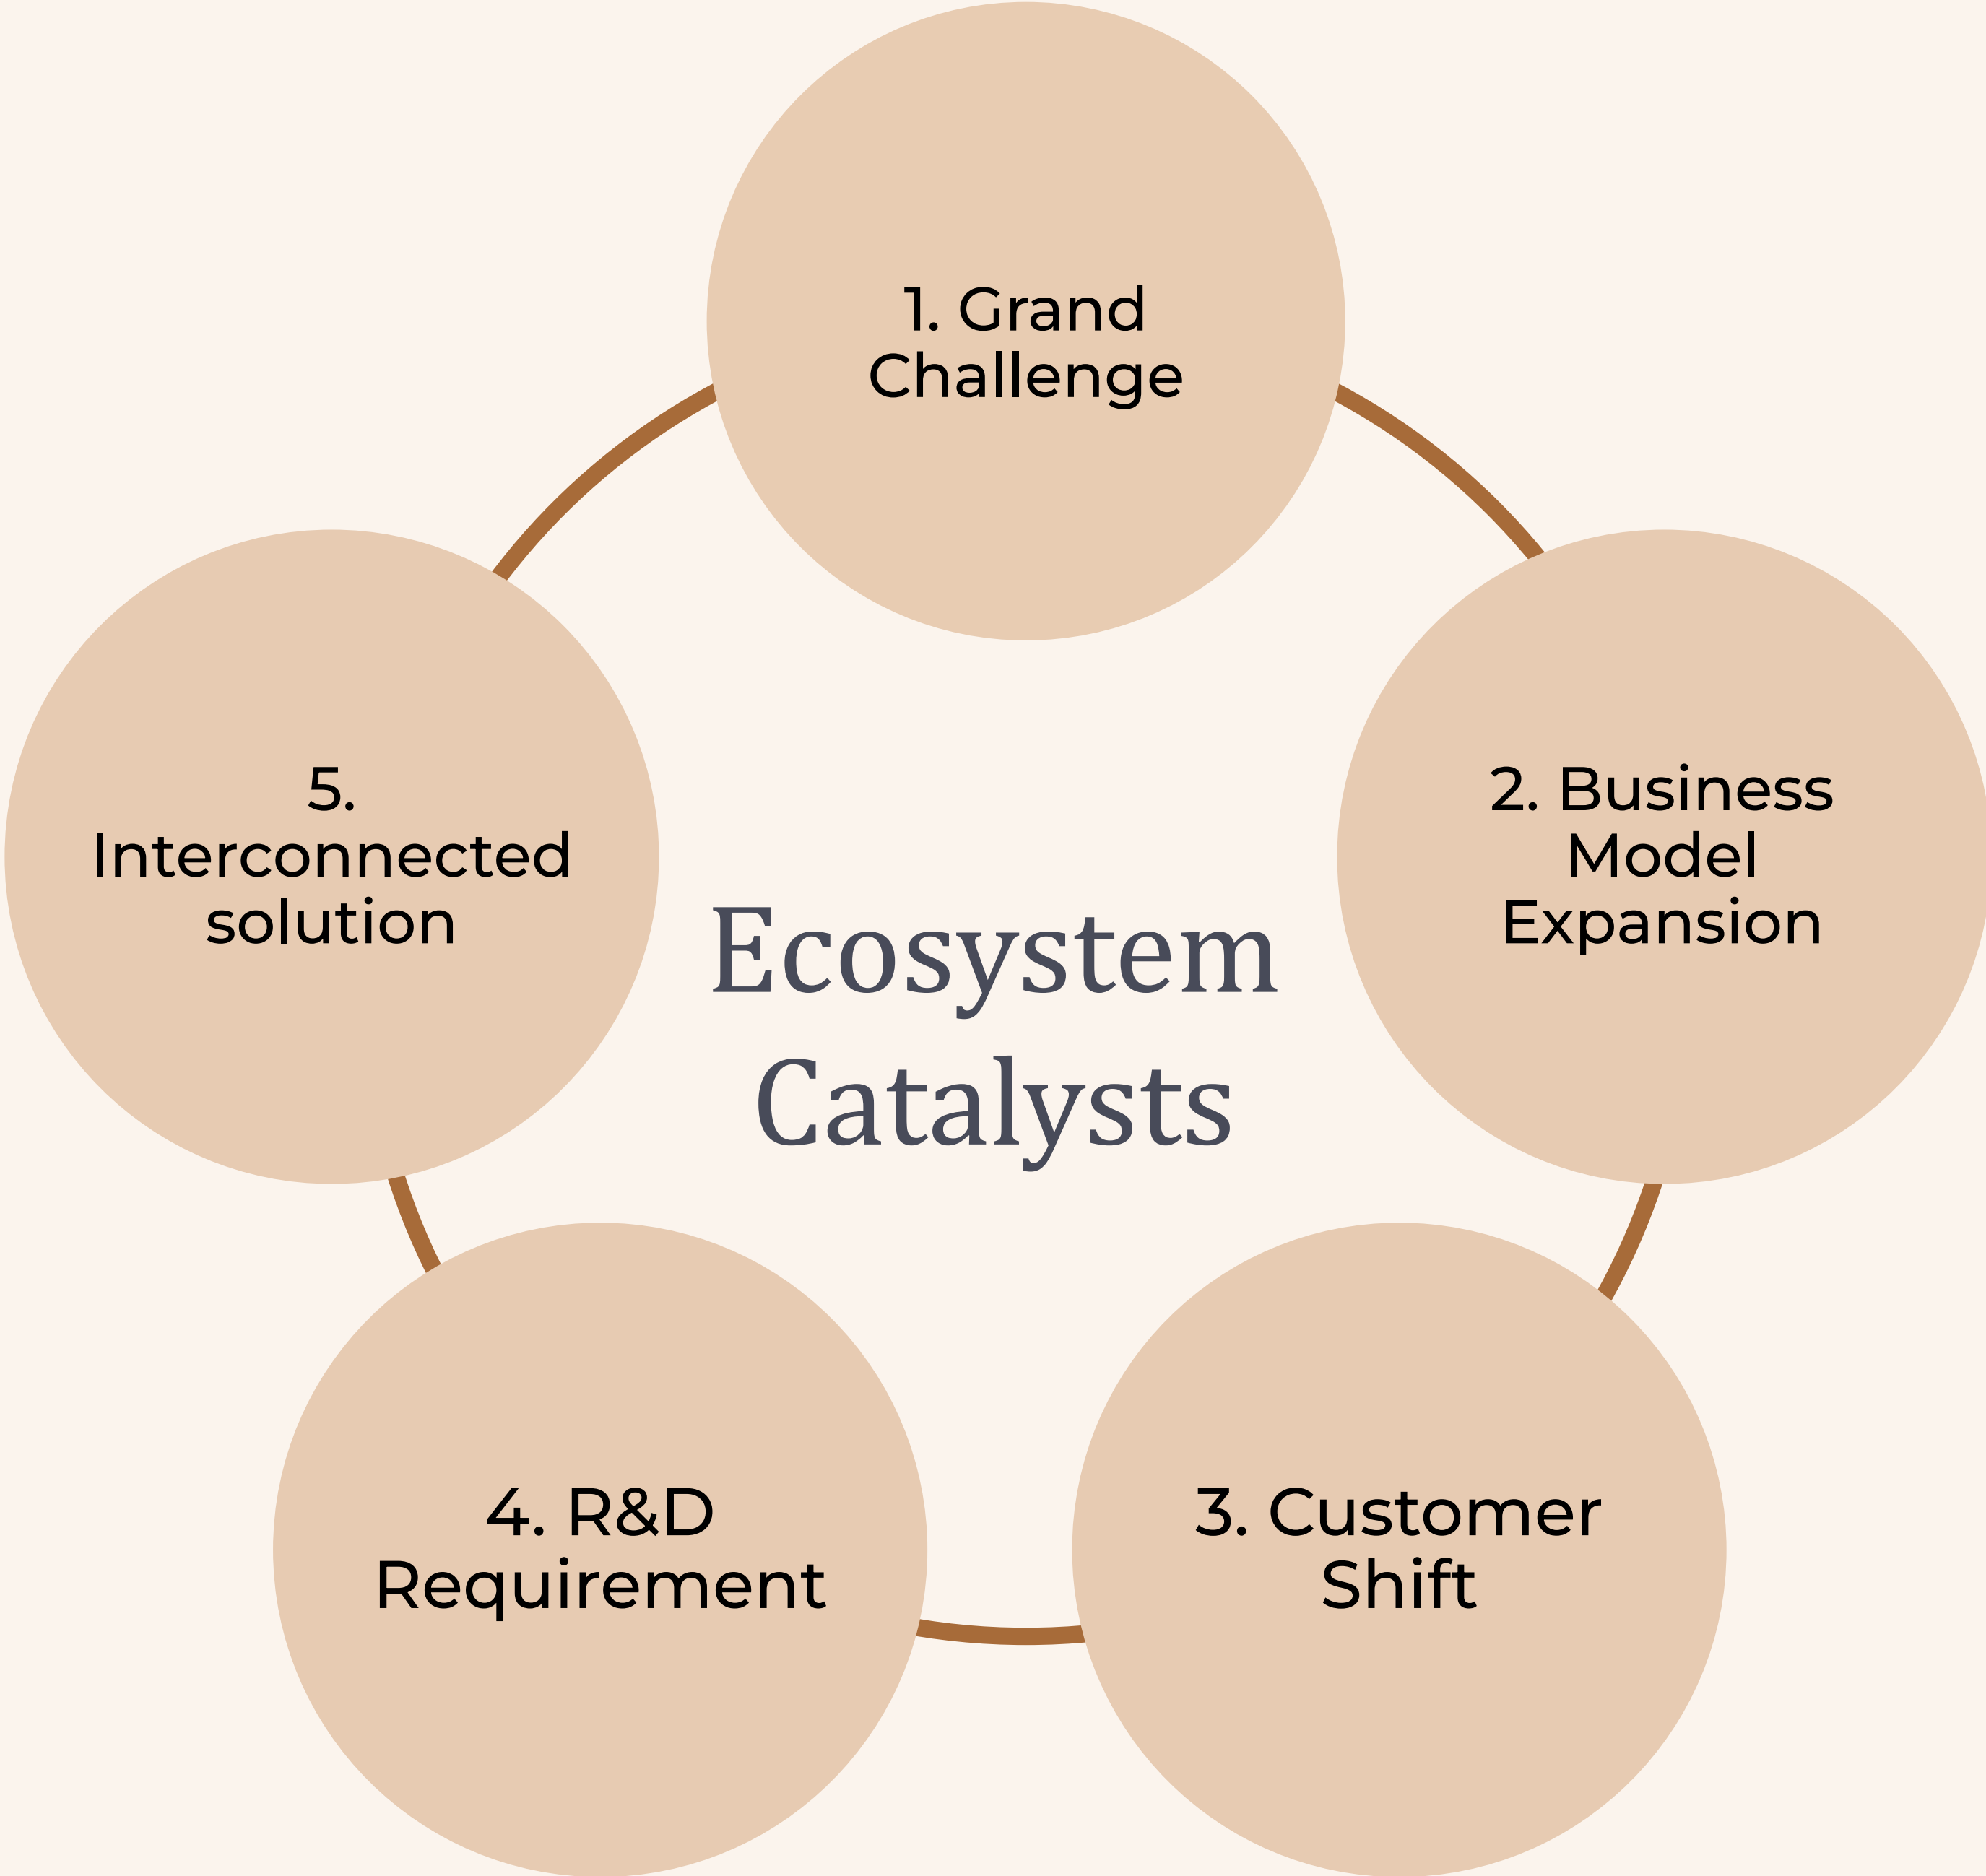 1. Grand
Challenge
2. Business
Model
Expansion
3. Customer
Shift
4. R&D
Requirement
5.
Interconnected
solution
Ecosystem
Catalysts